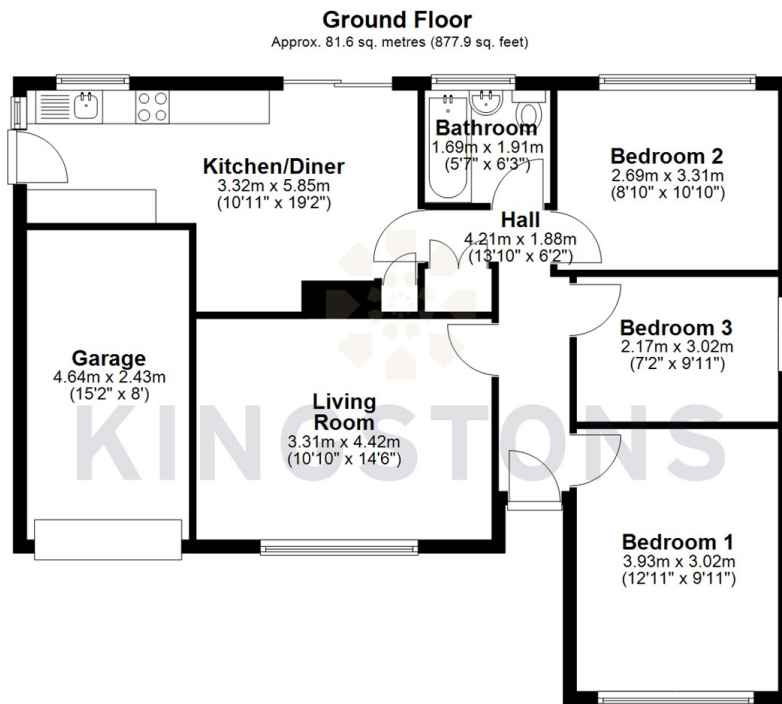 Ground Floor
Approx. 81.6 sq. metres (877.9 sq. feet)
Kitchen/Diner
3.32m x 5.85m
(10'11" x 19'2")
Bathroom
1.69m x 1.91m
(5'7" x 6'3")
Bedroom 2
2.69m x 3.31m
(8'10" x 10'10")
Hall
4.21m x 1.88m
(13'10" x 6'2")
Bedroom 3
2.17m x 3.02m
(7'2" x 9'11")
Garage
4.64m x 2.43m
(15'2" x 8')
Living
Room
3.31m x 4.42m
(10'10" x 14'6")
KINGSTONS
Bedroom 1
3.93m x 3.02m
(12'11" x 9'11")